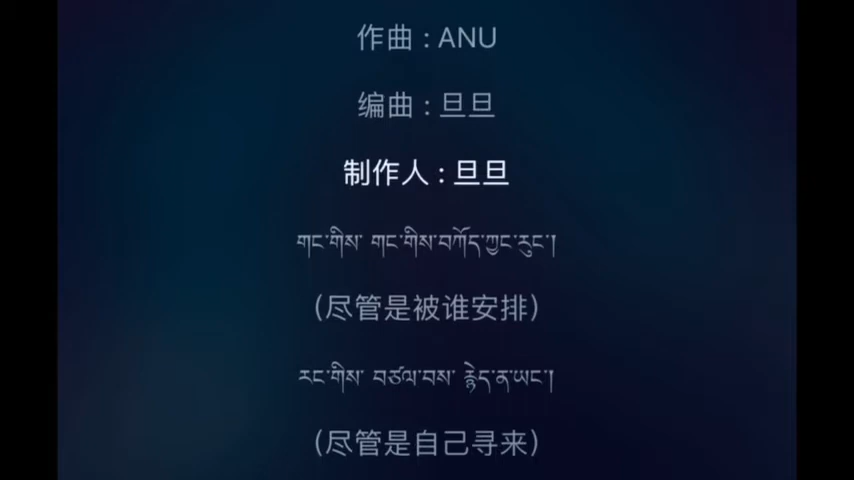 作曲 : ANU
编曲 : 旦旦
制作人 : 旦旦
གང་གིས་ གང་གིས་བཀོད་ཀྱང་རུང་།
（尽管是被谁安排）
རང་གིས་ བཙལ་བས་ རྙེད་ན་ཡང་།
（尽管是自己寻来）